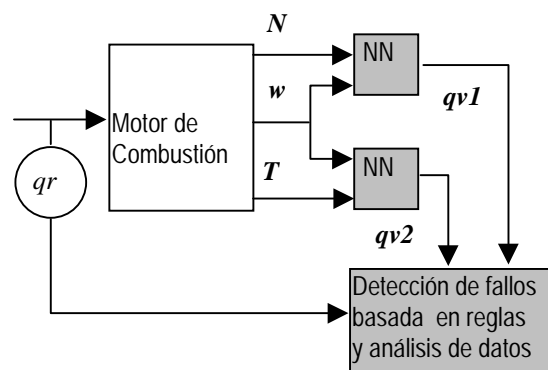 N
NN
w
qv1
Motor de
Combustión
NN
qr
T
qv2
Detección de fallos
basada en reglas
y análisis de datos